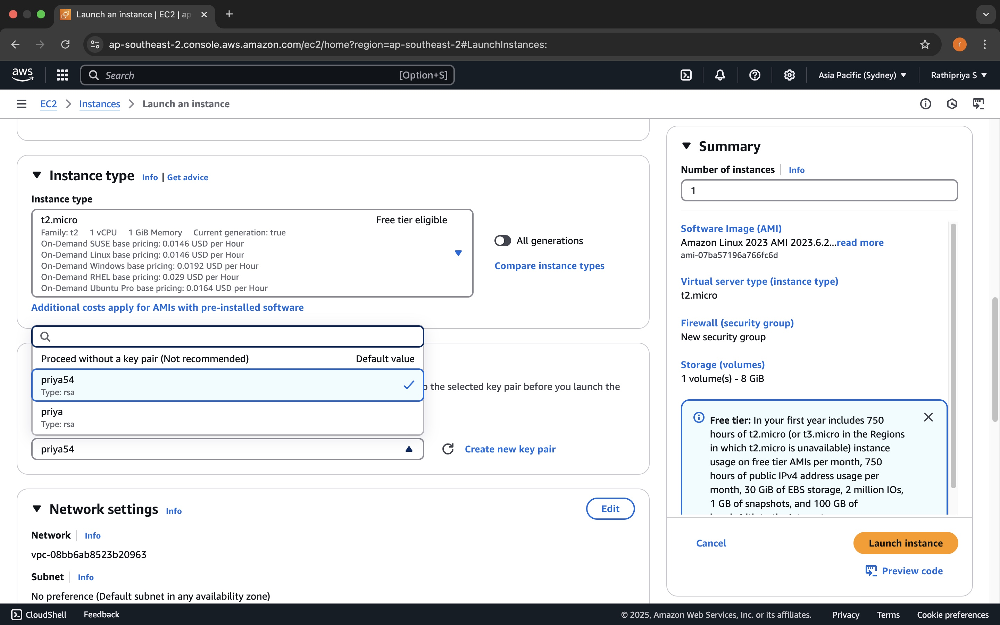 Launch an instance | EC2 | ap
ap-southeast-2.console.aws.amazon.com/ec2/home?region=ap-southeast-2#LaunchInstances:
r
aws
Search
[Option+S]
Asia Pacific (Sydney)
Rathipriya S
EC2
Instances
Launch an instance
Instance type
Info | Get advice
Instance type
t2.micro
Free tier eligible
Family: t2 1 vCPU 1 GiB Memory Current generation: true
On-Demand SUSE base pricing: 0.0146 USD per Hour
On-Demand Linux base pricing: 0.0146 USD per Hour
On-Demand Windows base pricing: 0.0192 USD per Hour
On-Demand RHEL base pricing: 0.029 USD per Hour
On-Demand Ubuntu Pro base pricing: 0.0164 USD per Hour
All generations
Compare instance types
Additional costs apply for AMIs with pre-installed software
Proceed without a key pair (Not recommended)
Default value
priya54
Type: rsa
the selected key pair before you launch the
priya
Type: rsa
priya54
Create new key pair
Network settings
Info
Edit
Network
Info
vpc-08bb6ab8523b20963
Subnet
Info
No preference (Default subnet in any availability zone)
Summary
Number of instances
Info
1
Software Image (AMI)
Amazon Linux 2023 AMI 2023.6.2...read more
ami-07ba57196a766fc6d
Virtual server type (instance type)
t2.micro
Firewall (security group)
New security group
Storage (volumes)
1 volume(s) - 8 GiB
Free tier: In your first year includes 750
hours of t2.micro (or t3.micro in the Regions
in which t2.micro is unavailable) instance
usage on free tier AMIs per month, 750
hours of public IPv4 address usage per
month, 30 GiB of EBS storage, 2 million IOs,
1 GB of snapshots, and 100 GB of
Cancel
Launch instance
Preview code
CloudShell
Feedback
© 2025, Amazon Web Services, Inc. or its affiliates.
Privacy
Terms
Cookie preferences